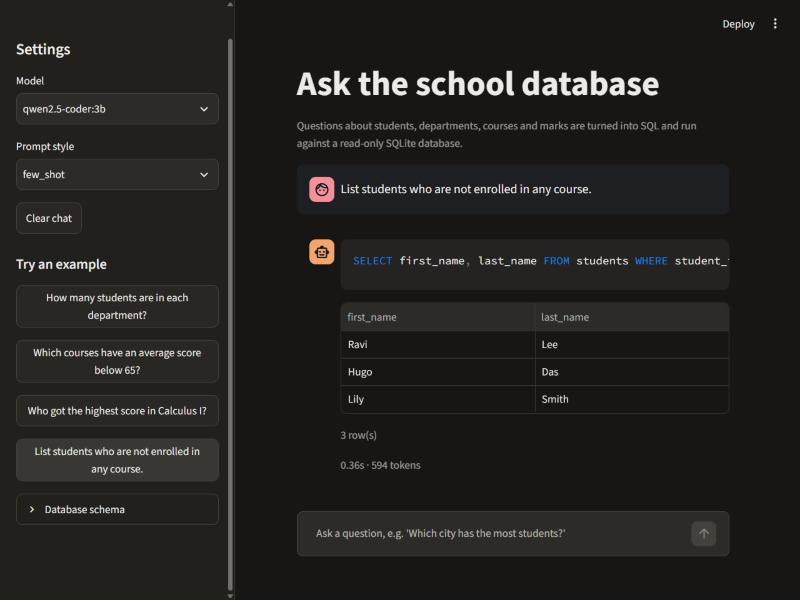 Deploy
Settings
Model
qwen2.5-coder:3b
Prompt style
few_shot
Clear chat
Try an example
How many students are in each
department?
Which courses have an average score
below 65?
Who got the highest score in Calculus I?
List students who are not enrolled in
any course.
Database schema
Ask the school database
Questions about students, departments, courses and marks are turned into SQL and run
against a read-only SQLite database.
List students who are not enrolled in any course.
SELECT first_name, last_name FROM students WHERE student_
first_name last_name
Ravi Lee
Hugo Das
Lily Smith
3 row(s)
0.36s · 594 tokens
Ask a question, e.g. 'Which city has the most students?'